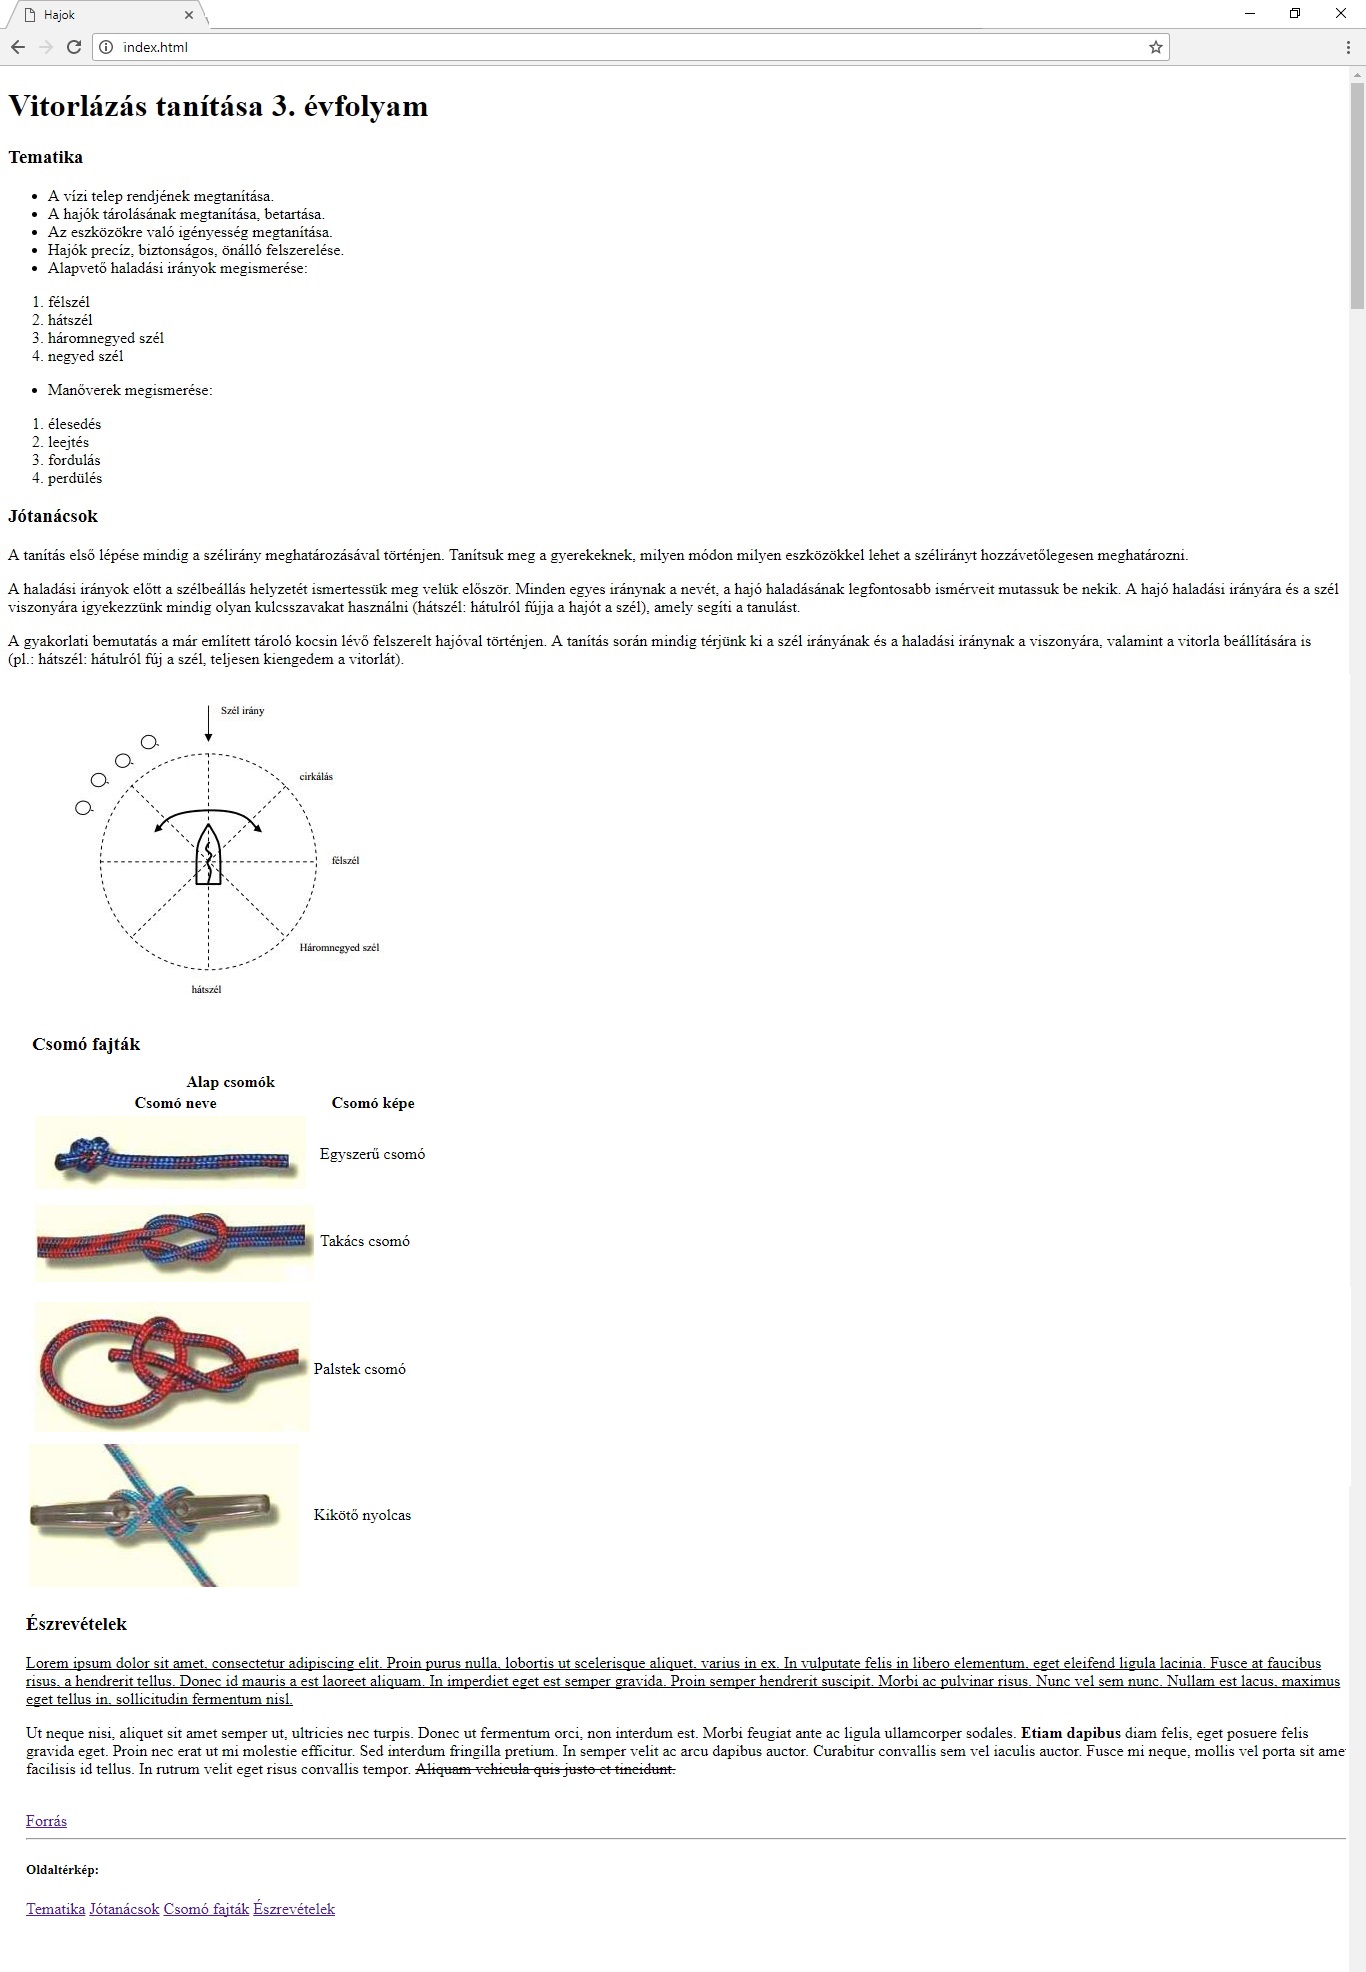 Hajok
index.html
Vitorlázás tanítása 3. évfolyam
Tematika
• A vízi telep rendjének megtanítása.
• A hajók tárolásának megtanítása, betartása.
• Az eszközökre való igényesség megtanítása.
• Hajók precíz, biztonságos, önálló felszerelése.
• Alapvető haladási irányok megismerése:
1. félszél
2. hátszél
3. háromnegyed szél
4. negyed szél
• Manőverek megismerése:
1. élesedés
2. leejtés
3. fordulás
4. perdülés
Jótanácsok
A tanítás első lépése mindig a szélirány meghatározásával történjen. Tanítsuk meg a gyerekeknek, milyen módon milyen eszközökkel lehet a szélirányt hozzávetőlegesen meghatározni.
A haladási irányok előtt a szélbeállás helyzetét ismertessük meg velük először. Minden egyes iránynak a nevét, a hajó haladásának legfontosabb ismérveit mutassuk be nekik. A hajó haladási irányára és a szél
viszonyára igyekezzünk mindig olyan kulcsszavakat használni (hátszél: hátulról fújja a hajót a szél), amely segíti a tanulást.
A gyakorlati bemutatás a már említett tároló kocsin lévő felszerelt hajóval történjen. A tanítás során mindig térjünk ki a szél irányának és a haladási iránynak a viszonyára, valamint a vitorla beállítására is
(pl.: hátszél: hátulról fúj a szél, teljesen kiengedem a vitorlát).
Szél irány
cirkálás
félszél
Háromnegyed szél
hátszél
Csomó fajták
Alap csomók
Csomó neve Csomó képe
Egyszerű csomó
Takács csomó
Palstek csomó
Kikötő nyolcas
Észrevételek
Lorem ipsum dolor sit amet, consectetur adipiscing elit. Proin purus nulla, lobortis ut scelerisque aliquet, varius in ex. In vulputate felis in libero elementum, eget eleifend ligula lacinia. Fusce at faucibus
risus, a hendrerit tellus. Donec id mauris a est laoreet aliquam. In imperdiet eget est semper gravida. Proin semper hendrerit suscipit. Morbi ac pulvinar risus. Nunc vel sem nunc. Nullam est lacus, maximus
eget tellus in, sollicitudin fermentum nisl.
Ut neque nisi, aliquet sit amet semper ut, ultricies nec turpis. Donec ut fermentum orci, non interdum est. Morbi feugiat ante ac ligula ullamcorper sodales. Etiam dapibus diam felis, eget posuere felis
gravida eget. Proin nec erat ut mi molestie efficitur. Sed interdum fringilla pretium. In semper velit ac arcu dapibus auctor. Curabitur convallis sem vel iaculis auctor. Fusce mi neque, mollis vel porta sit ame
facilisis id tellus. In rutrum velit eget risus convallis tempor. Aliquam vehicula quis justo et tincidunt.
Forrás
Oldaltérkép:
Tematika Jótanácsok Csomó fajták Észrevételek